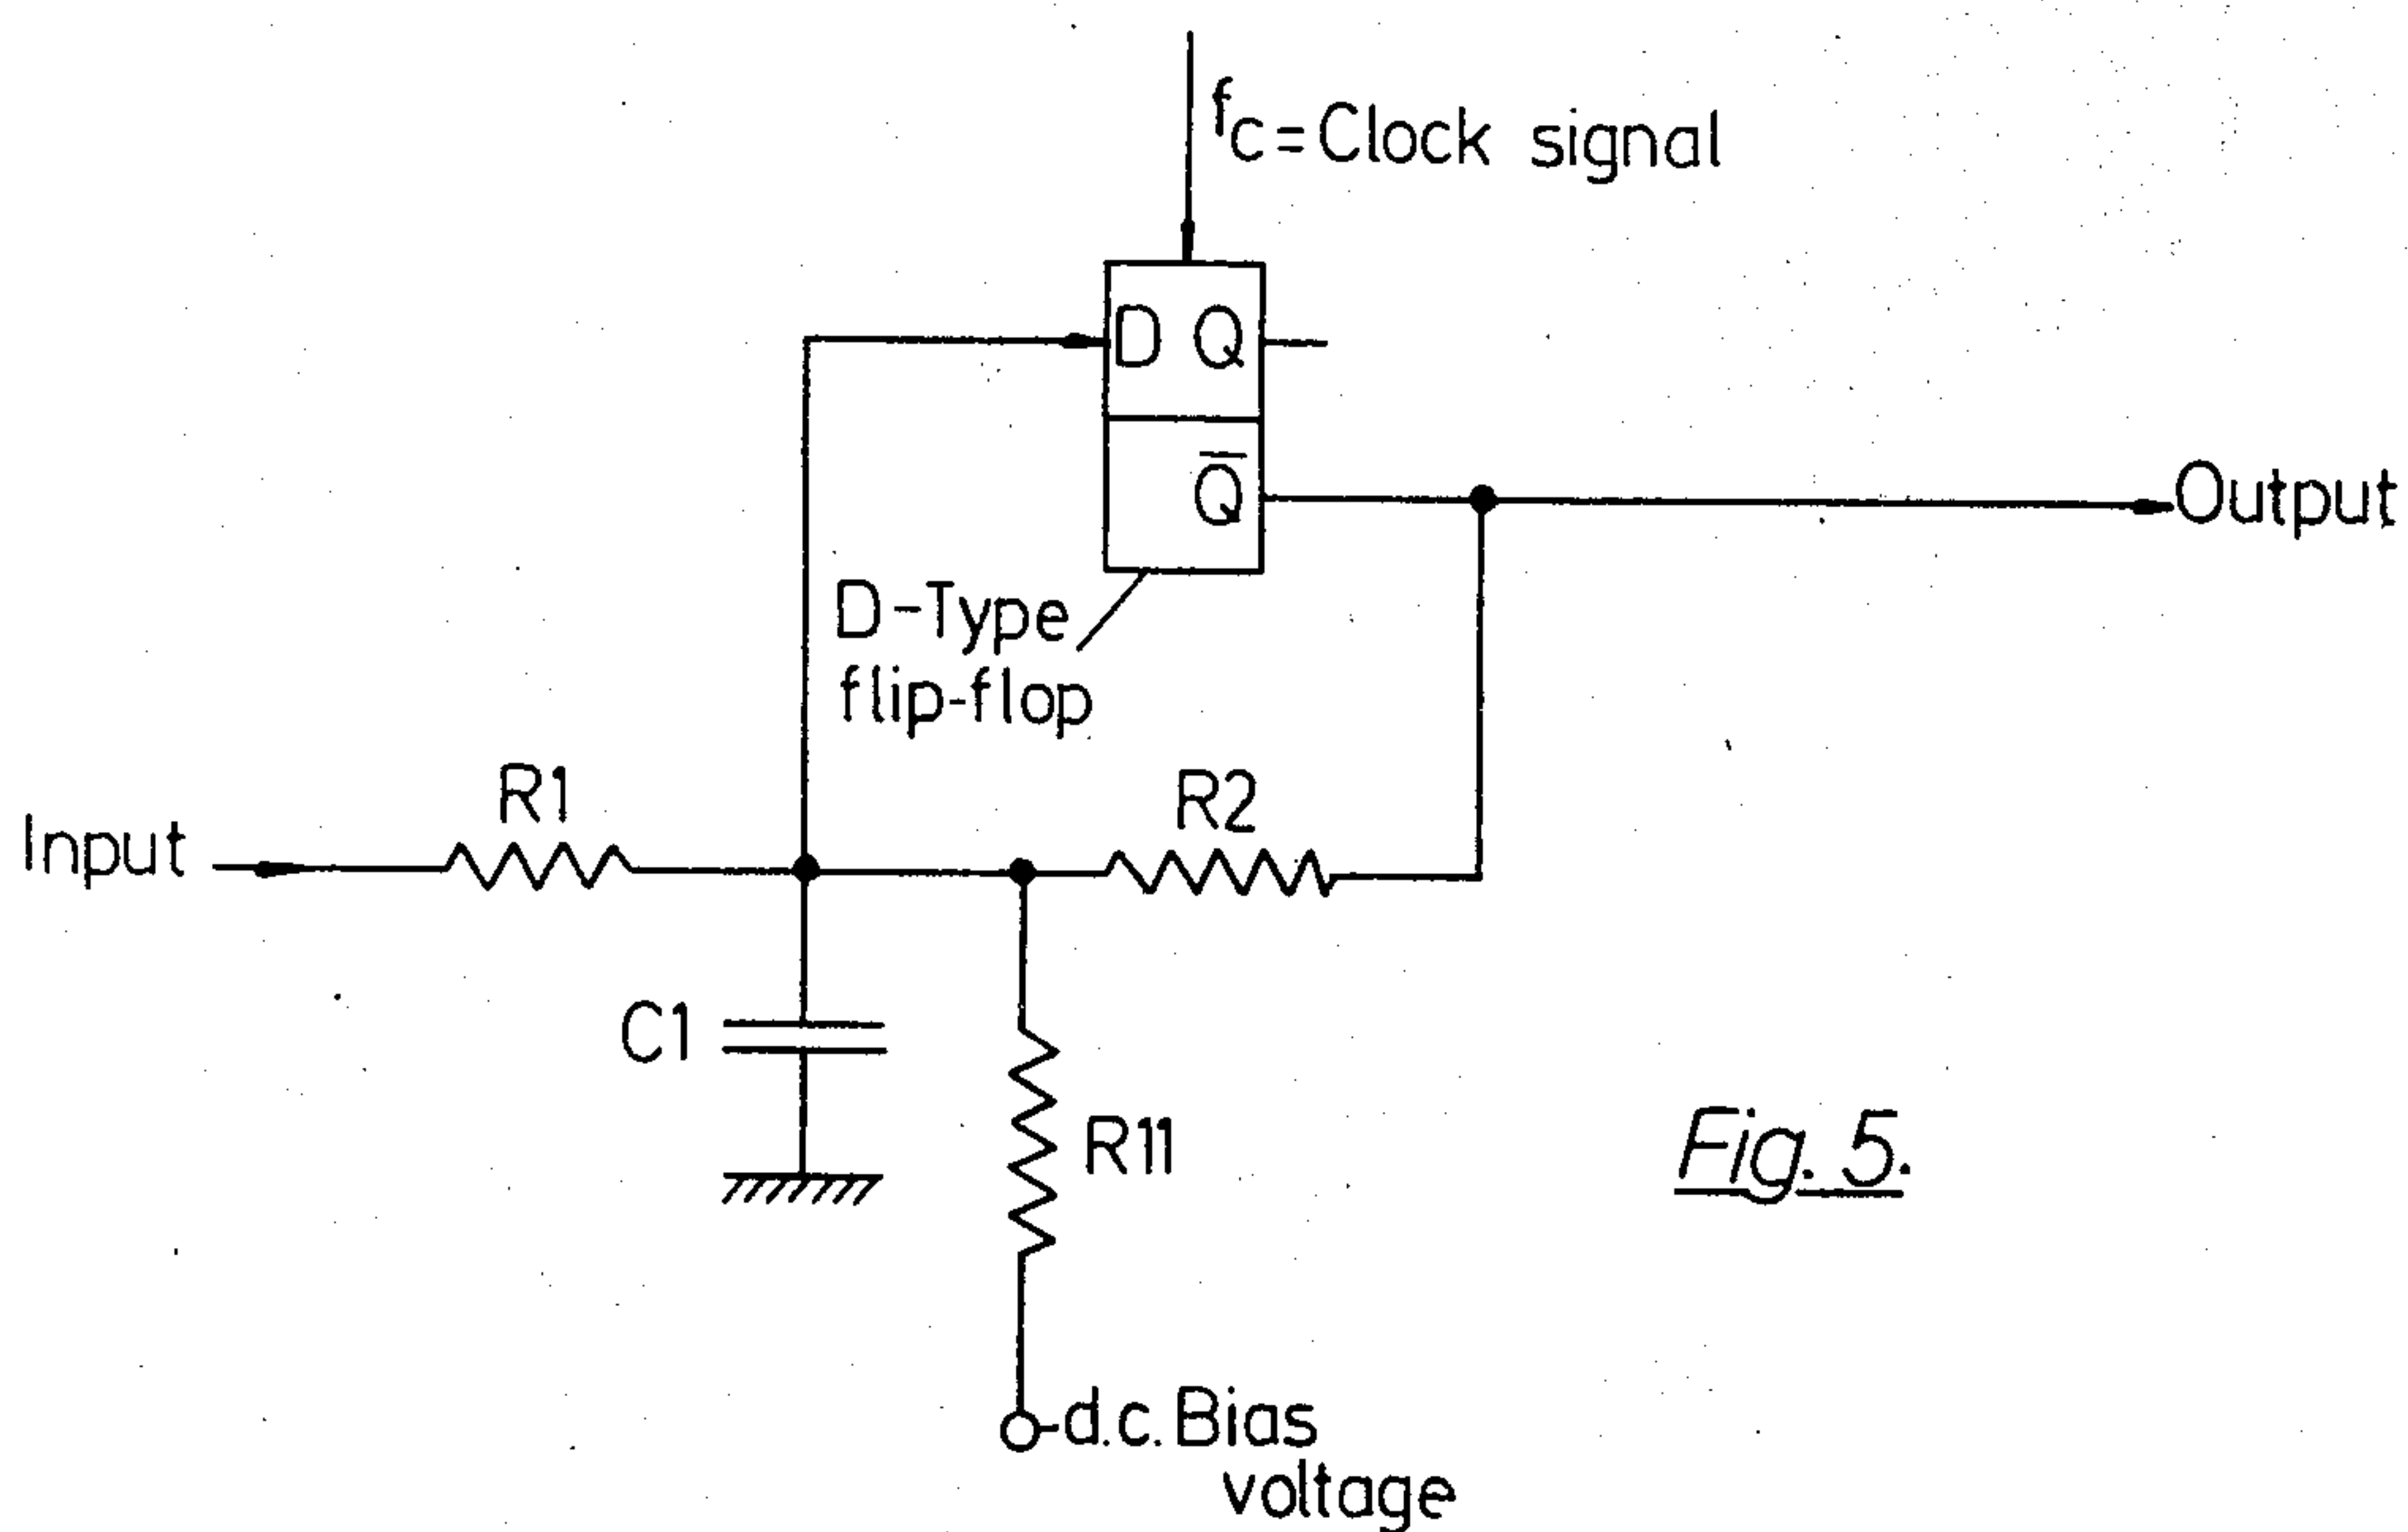 fc=Clock signal
D Q
Q̅
Output
D-Type
flip-flop
R1
R2
Input
C1
R11
Fig. 5.
d.c. Bias
voltage